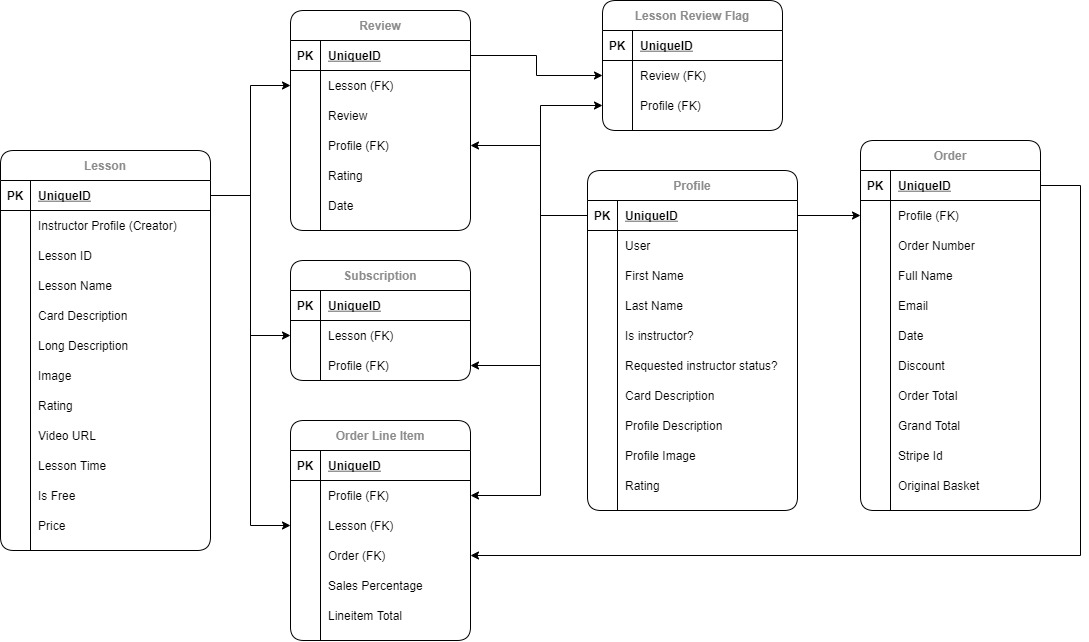 Lesson
PK UniqueID
Instructor Profile (Creator)
Lesson ID
Lesson Name
Card Description
Long Description
Image
Rating
Video URL
Lesson Time
Is Free
Price
Review
PK UniqueID
Lesson (FK)
Review
Profile (FK)
Rating
Date
Subscription
PK UniqueID
Lesson (FK)
Profile (FK)
Order Line Item
PK UniqueID
Profile (FK)
Lesson (FK)
Order (FK)
Sales Percentage
Lineitem Total
Lesson Review Flag
PK UniqueID
Review (FK)
Profile (FK)
Profile
PK UniqueID
User
First Name
Last Name
Is instructor?
Requested instructor status?
Card Description
Profile Description
Profile Image
Rating
Order
PK UniqueID
Profile (FK)
Order Number
Full Name
Email
Date
Discount
Order Total
Grand Total
Stripe Id
Original Basket